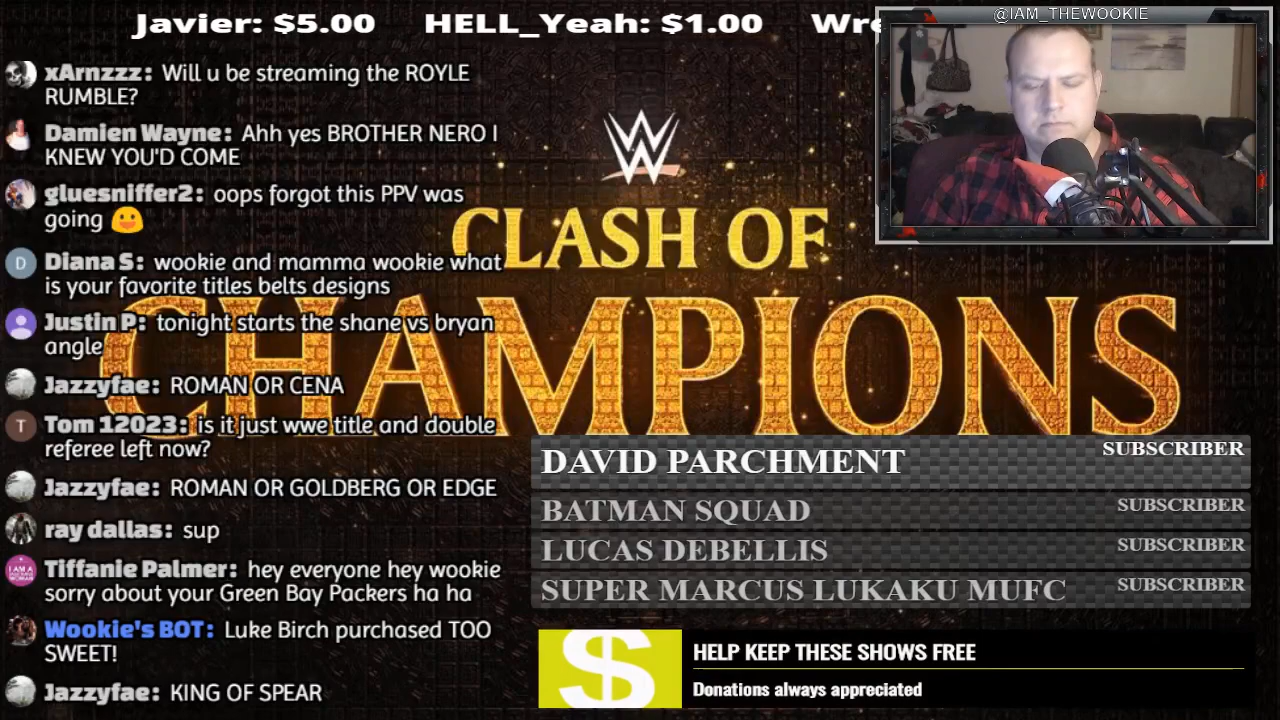 Javier: $5.00 HELL_Yeah: $1.00 Wre
@IAM_THEWOOKIE
xArnzzz: Will u be streaming the ROYLE
RUMBLE?
Damien Wayne: Ahh yes BROTHER NERO I
KNEW YOU'D COME
gluesniffer2: oops forgot this PPV was
going 😃
D Diana S: wookie and mamma wookie what
is your favorite titles belts designs
Justin P: tonight starts the shane vs bryan
angle
Jazzyfae: ROMAN OR CENA
T Tom 12023: is it just wwe title and double
referee left now?
Jazzyfae: ROMAN OR GOLDBERG OR EDGE
ray dallas: sup
Tiffanie Palmer: hey everyone hey wookie
sorry about your Green Bay Packers ha ha
Wookie's BOT: Luke Birch purchased TOO
SWEET!
Jazzyfae: KING OF SPEAR
W
CLASH OF
CHAMPIONS
DAVID PARCHMENT SUBSCRIBER
BATMAN SQUAD SUBSCRIBER
LUCAS DEBELLIS SUBSCRIBER
SUPER MARCUS LUKAKU MUFC SUBSCRIBER
$
HELP KEEP THESE SHOWS FREE
Donations always appreciated